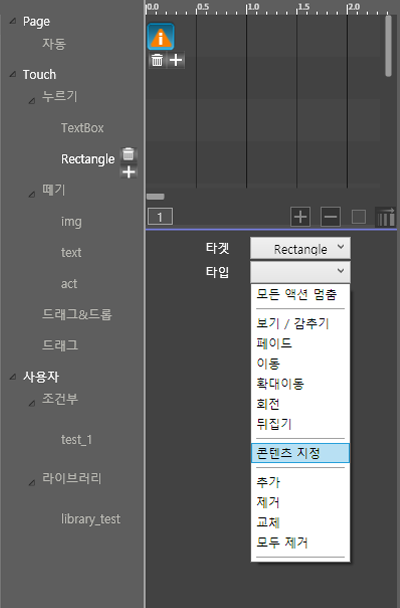 Page
자동
Touch
누르기
TextBox
Rectangle
떼기
img
text
act
드래그&드롭
드래그
사용자
조건부
test_1
라이브러리
library_test
0.0 0.5 1.0 1.5 2.0
1
타겟 Rectangle
타입
모든 액션 멈춤
보기 / 감추기
페이드
이동
확대이동
회전
뒤집기
콘텐츠 지정
추가
제거
교체
모두 제거